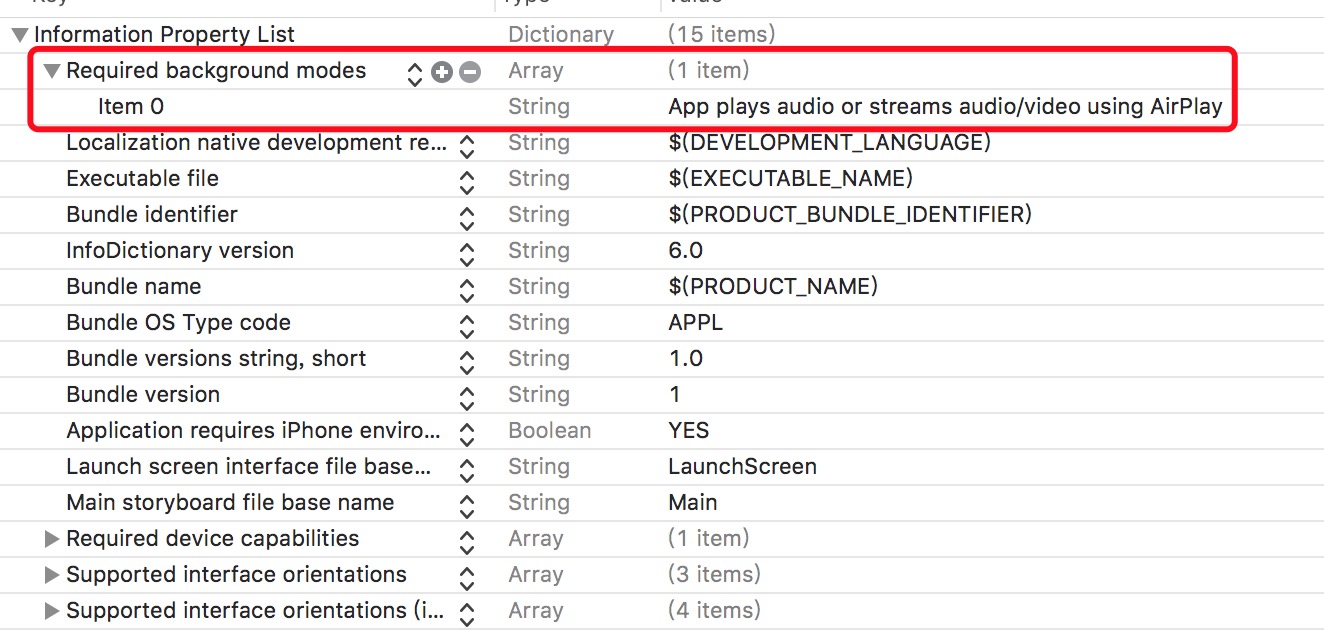 Key Type Value
Information Property List Dictionary (15 items)
Required background modes Array (1 item)
Item 0 String App plays audio or streams audio/video using AirPlay
Localization native development re... String $(DEVELOPMENT_LANGUAGE)
Executable file String $(EXECUTABLE_NAME)
Bundle identifier String $(PRODUCT_BUNDLE_IDENTIFIER)
InfoDictionary version String 6.0
Bundle name String $(PRODUCT_NAME)
Bundle OS Type code String APPL
Bundle versions string, short String 1.0
Bundle version String 1
Application requires iPhone enviro... Boolean YES
Launch screen interface file base... String LaunchScreen
Main storyboard file base name String Main
Required device capabilities Array (1 item)
Supported interface orientations Array (3 items)
Supported interface orientations (i... Array (4 items)